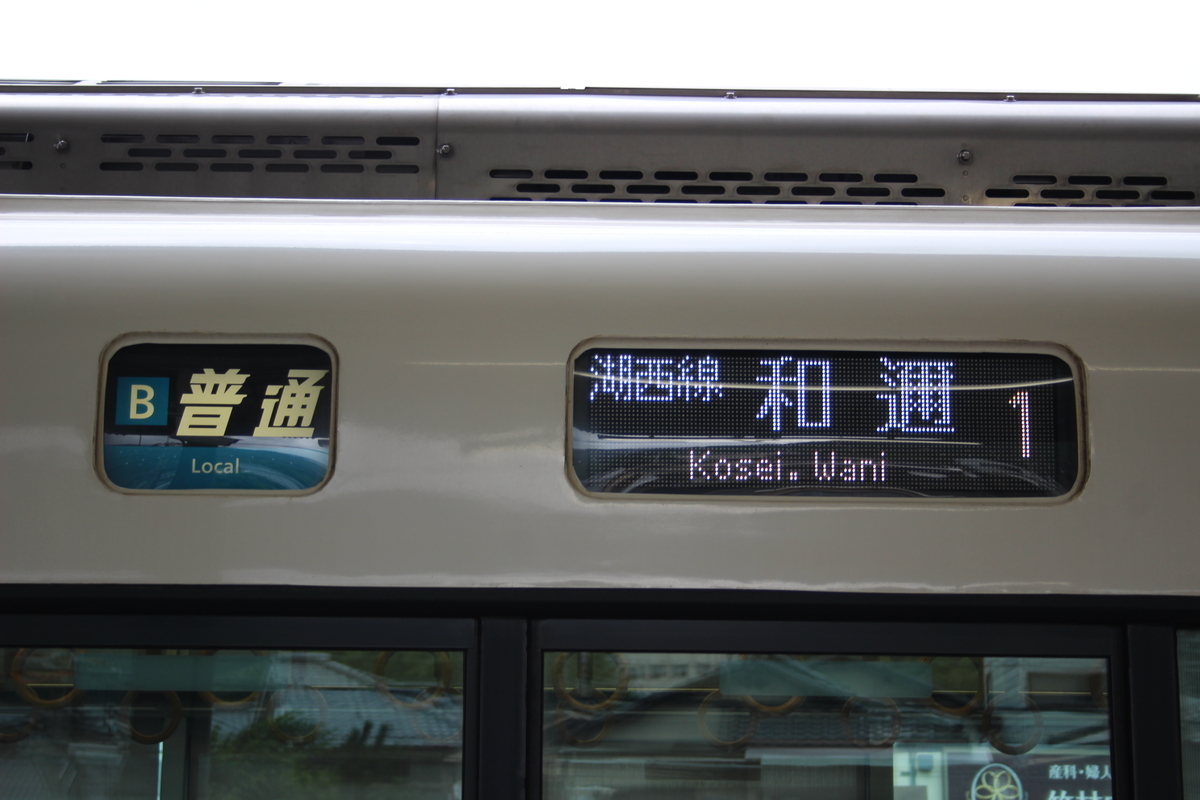 B 普通
Local
湖西線 和邇
1
Kosei. Wani
産科・婦人